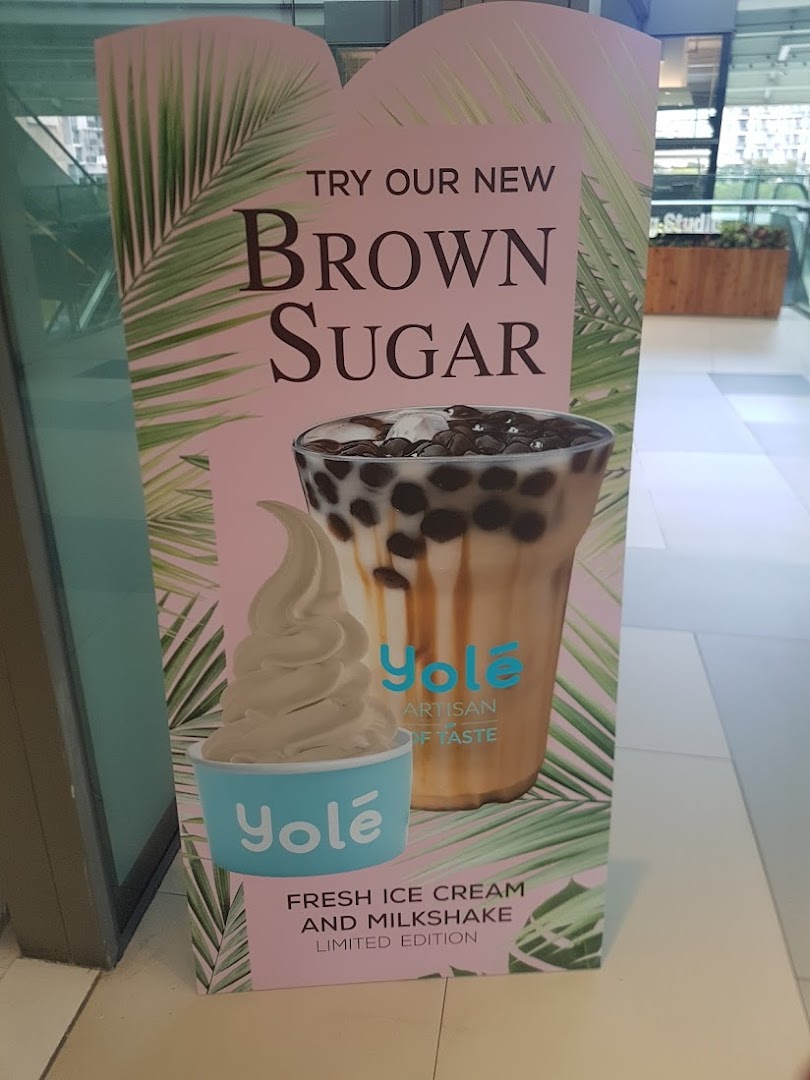 TRY OUR NEW
BROWN
SUGAR
yolé
ARTISAN
OF TASTE
yolé
FRESH ICE CREAM
AND MILKSHAKE
LIMITED EDITION